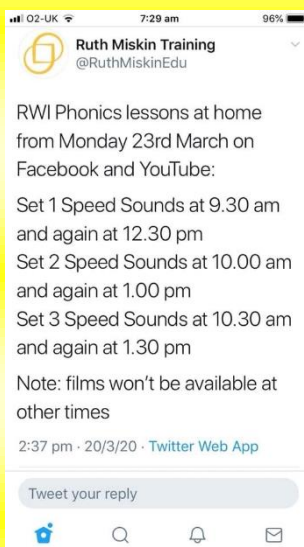 O2-UK 7:29 am 96%
Ruth Miskin Training
@RuthMiskinEdu
RWI Phonics lessons at home
from Monday 23rd March on
Facebook and YouTube:
Set 1 Speed Sounds at 9.30 am
and again at 12.30 pm
Set 2 Speed Sounds at 10.00 am
and again at 1.00 pm
Set 3 Speed Sounds at 10.30 am
and again at 1.30 pm
Note: films won't be available at
other times
2:37 pm · 20/3/20 · Twitter Web App
Tweet your reply